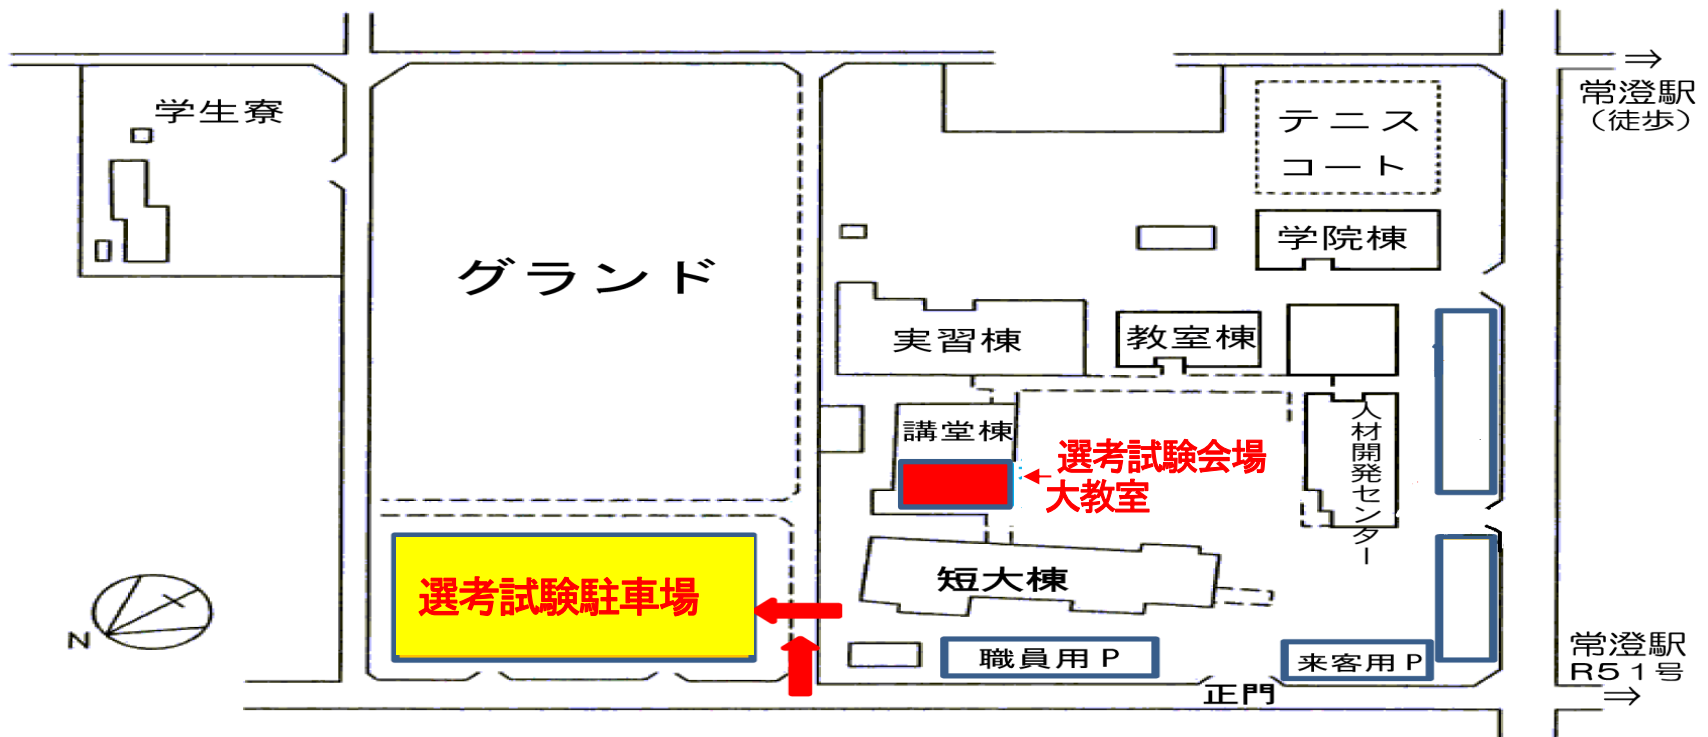 ⇒
常澄駅
（徒歩）
学生寮
テニス
コート
学院棟
グランド
実習棟
教室棟
人材開発センター
講堂棟
←選考試験会場
大教室
選考試験駐車場
短大棟
N
職員用P
来客用P
正門
常澄駅
R51号
⇒